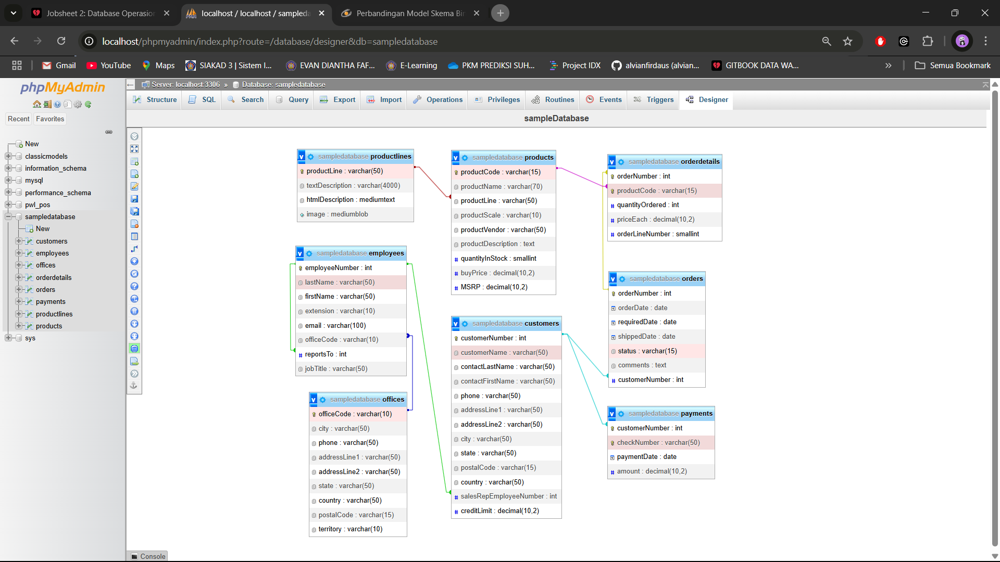 Jobsheet 2: Database Operasion
localhost / localhost / sampleda
Perbandingan Model Skema Bi
localhost/phpmyadmin/index.php?route=/database/designer&db=sampledatabase
Gmail
YouTube
Maps
SIAKAD 3 | Sistem I...
EVAN DIANTHA FAF...
E-Learning
PKM PREDIKSI SUH...
Project IDX
alvianfirdaus (alvian...
GITBOOK DATA WA...
Semua Bookmark
phpMyAdmin
Recent
Favorites
New
classicmodels
information_schema
mysql
performance_schema
pwl_pos
sampledatabase
New
customers
employees
offices
orderdetails
orders
payments
productlines
products
sys
Server: localhost:3306 » Database: sampledatabase
Structure
SQL
Search
Query
Export
Import
Operations
Privileges
Routines
Events
Triggers
Designer
sampleDatabase
v sampledatabase productlines
productLine : varchar(50)
textDescription : varchar(4000)
htmlDescription : mediumtext
image : mediumblob
v sampledatabase employees
employeeNumber : int
lastName : varchar(50)
firstName : varchar(50)
extension : varchar(10)
email : varchar(100)
officeCode : varchar(10)
# reportsTo : int
jobTitle : varchar(50)
v sampledatabase offices
officeCode : varchar(10)
city : varchar(50)
phone : varchar(50)
addressLine1 : varchar(50)
addressLine2 : varchar(50)
state : varchar(50)
country : varchar(50)
postalCode : varchar(15)
territory : varchar(10)
v sampledatabase products
productCode : varchar(15)
productName : varchar(70)
productLine : varchar(50)
productScale : varchar(10)
productVendor : varchar(50)
productDescription : text
# quantityInStock : smallint
# buyPrice : decimal(10,2)
# MSRP : decimal(10,2)
v sampledatabase customers
customerNumber : int
customerName : varchar(50)
contactLastName : varchar(50)
contactFirstName : varchar(50)
phone : varchar(50)
addressLine1 : varchar(50)
addressLine2 : varchar(50)
city : varchar(50)
state : varchar(50)
postalCode : varchar(15)
country : varchar(50)
# salesRepEmployeeNumber : int
# creditLimit : decimal(10,2)
v sampledatabase orderdetails
orderNumber : int
productCode : varchar(15)
# quantityOrdered : int
# priceEach : decimal(10,2)
# orderLineNumber : smallint
v sampledatabase orders
orderNumber : int
orderDate : date
requiredDate : date
shippedDate : date
status : varchar(15)
comments : text
# customerNumber : int
v sampledatabase payments
customerNumber : int
checkNumber : varchar(50)
paymentDate : date
# amount : decimal(10,2)
Console